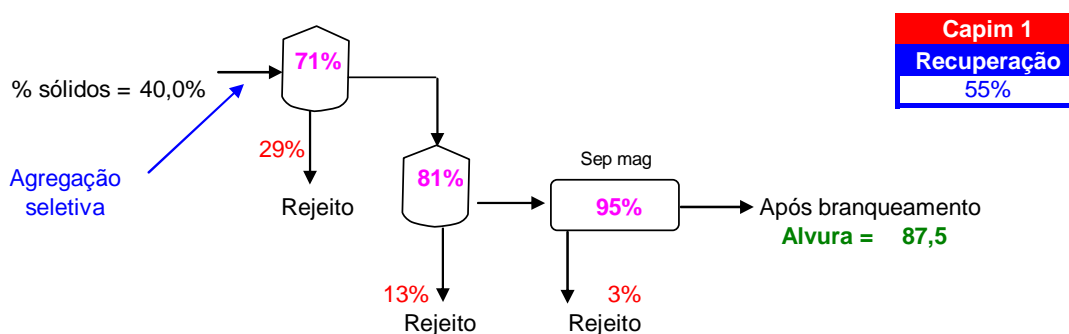 Capim 1
Recuperação
55%
71%
% sólidos = 40,0%
29%
Agregação
seletiva
Rejeito
81%
Sep mag
95%
Após branqueamento
Alvura = 87,5
13%
Rejeito
3%
Rejeito